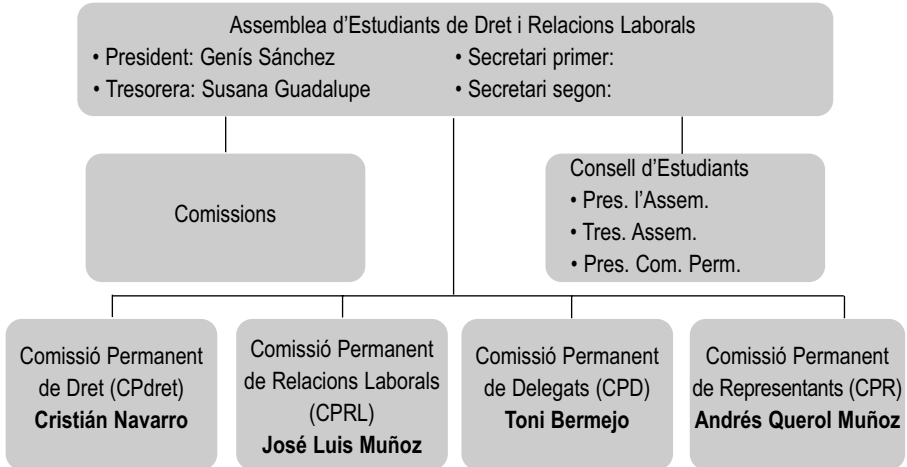 Assemblea d’Estudiants de Dret i Relacions Laborals
• President: Genís Sánchez
• Secretari primer:
• Tresorera: Susana Guadalupe
• Secretari segon:
Comissions
Consell d’Estudiants
• Pres. l’Assem.
• Tres. Assem.
• Pres. Com. Perm.
Comissió Permanent
de Dret (CPdret)
Cristián Navarro
Comissió Permanent
de Relacions Laborals
(CPRL)
José Luis Muñoz
Comissió Permanent
de Delegats (CPD)
Toni Bermejo
Comissió Permanent
de Representants (CPR)
Andrés Querol Muñoz